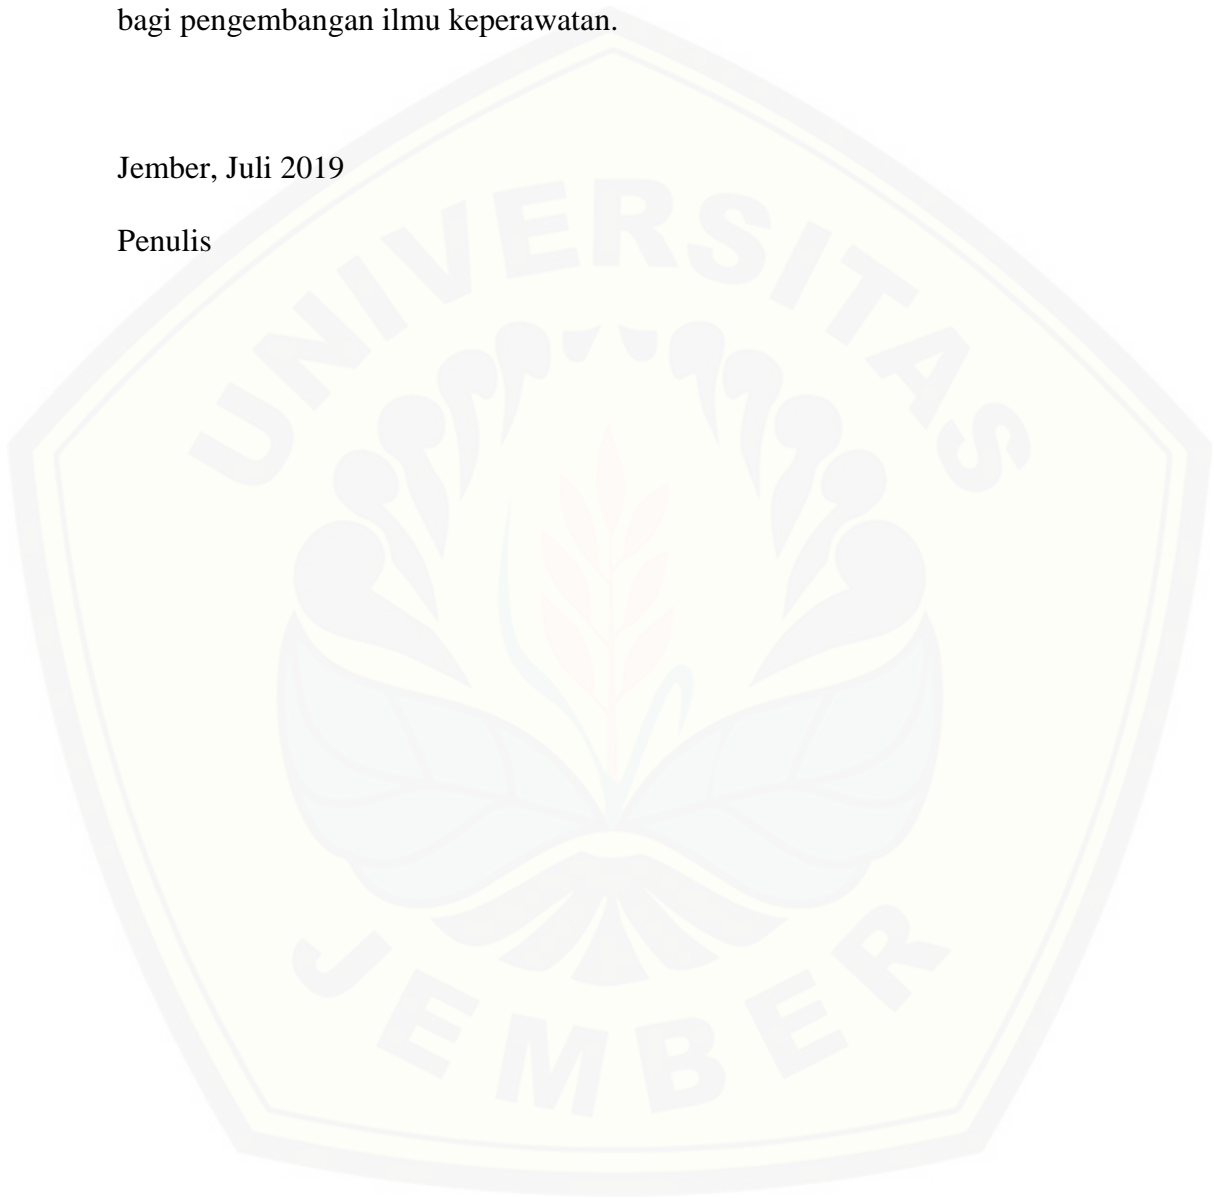 bagi pengembangan ilmu keperawatan.
Jember, Juli 2019
Penulis
UNIVERSITAS
JEMBER